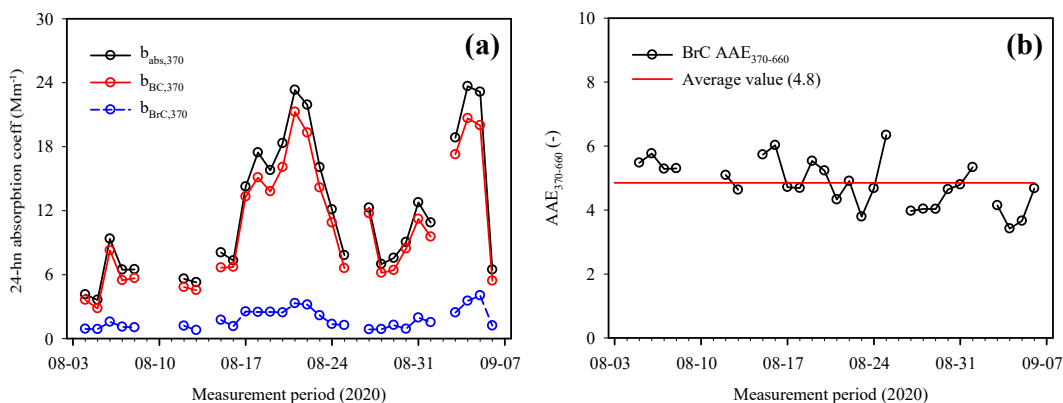 (a)
b_abs,370
b_BC,370
b_BrC,370
30
24
18
12
6
0
24-hn absorption coeff (Mm⁻¹)
08-03 08-10 08-17 08-24 08-31 09-07
Measurement period (2020)
(b)
BrC AAE₃₇₀₋₆₆₀
Average value (4.8)
10
8
6
4
2
0
AAE₃₇₀₋₆₆₀ (-)
08-03 08-10 08-17 08-24 08-31 09-07
Measurement period (2020)